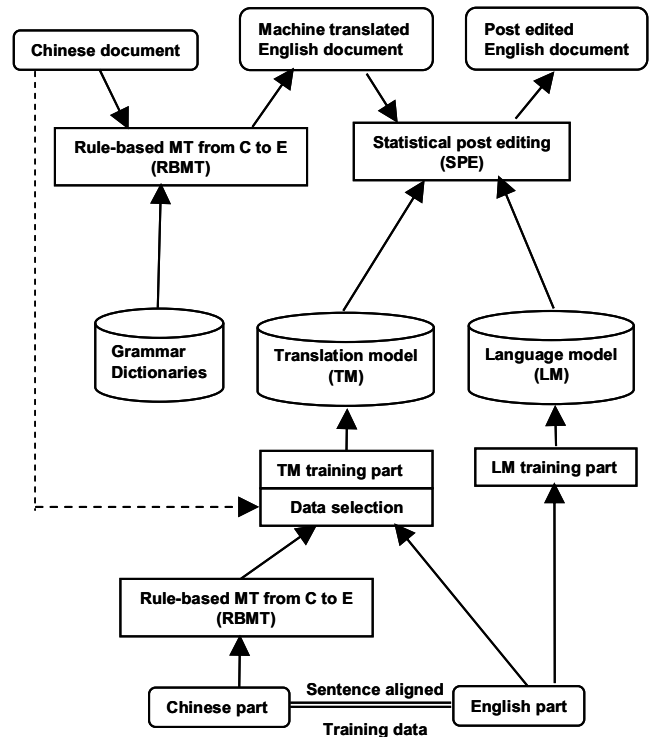 Chinese document
Machine translated
English document
Post edited
English document
Rule-based MT from C to E
(RBMT)
Statistical post editing
(SPE)
Grammar
Dictionaries
Translation model
(TM)
Language model
(LM)
TM training part
Data selection
LM training part
Rule-based MT from C to E
(RBMT)
Chinese part
Sentence aligned
Training data
English part